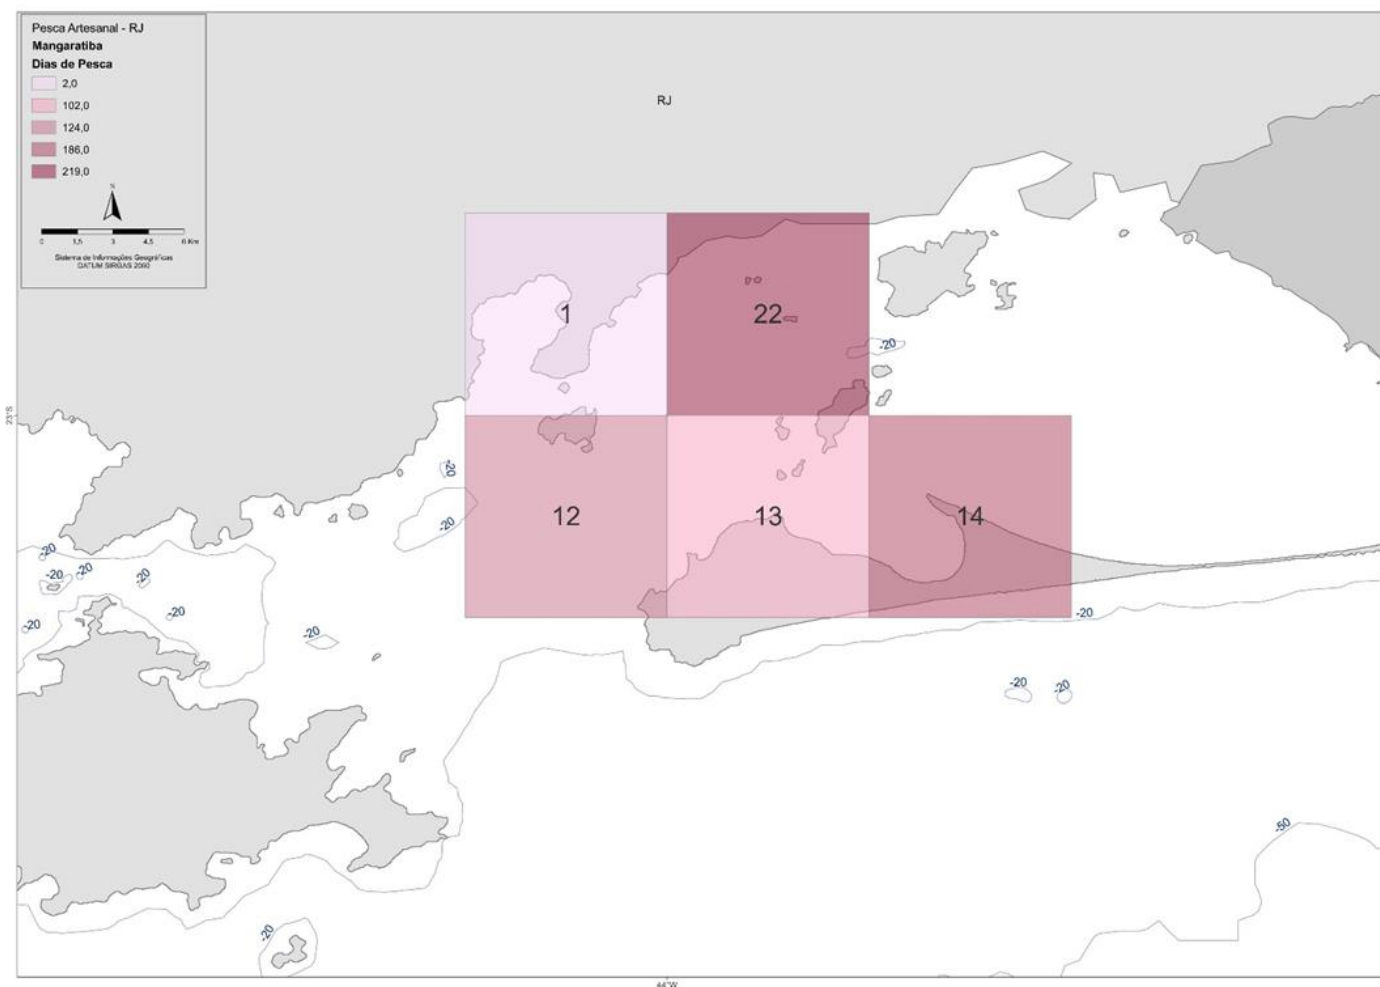 Pesca Artesanal - RJ
Mangaratiba
Dias de Pesca
2,0
102,0
124,0
186,0
219,0
N
0 1,5 3 4,5 6 Km
Sistema de Informações Geográficas
DATUM SIRGAS 2000
RJ
1
22
-20
23°S
-20
12
13
14
-20
-20
-20
-20
-20
-20
-20
-20
-20
-20
-20
-50
-20
44°W